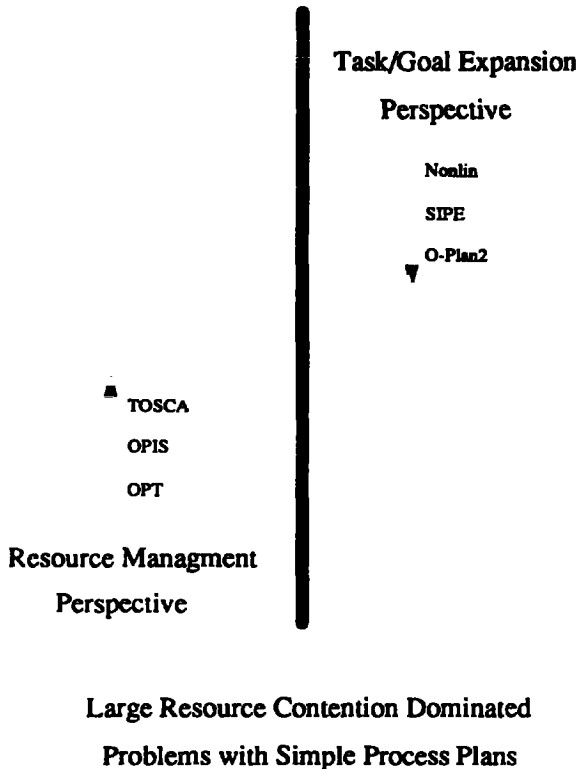 Task/Goal Expansion
Perspective
Nonlin
SIPE
O-Plan2
TOSCA
OPIS
OPT
Resource Managment
Perspective
Large Resource Contention Dominated
Problems with Simple Process Plans